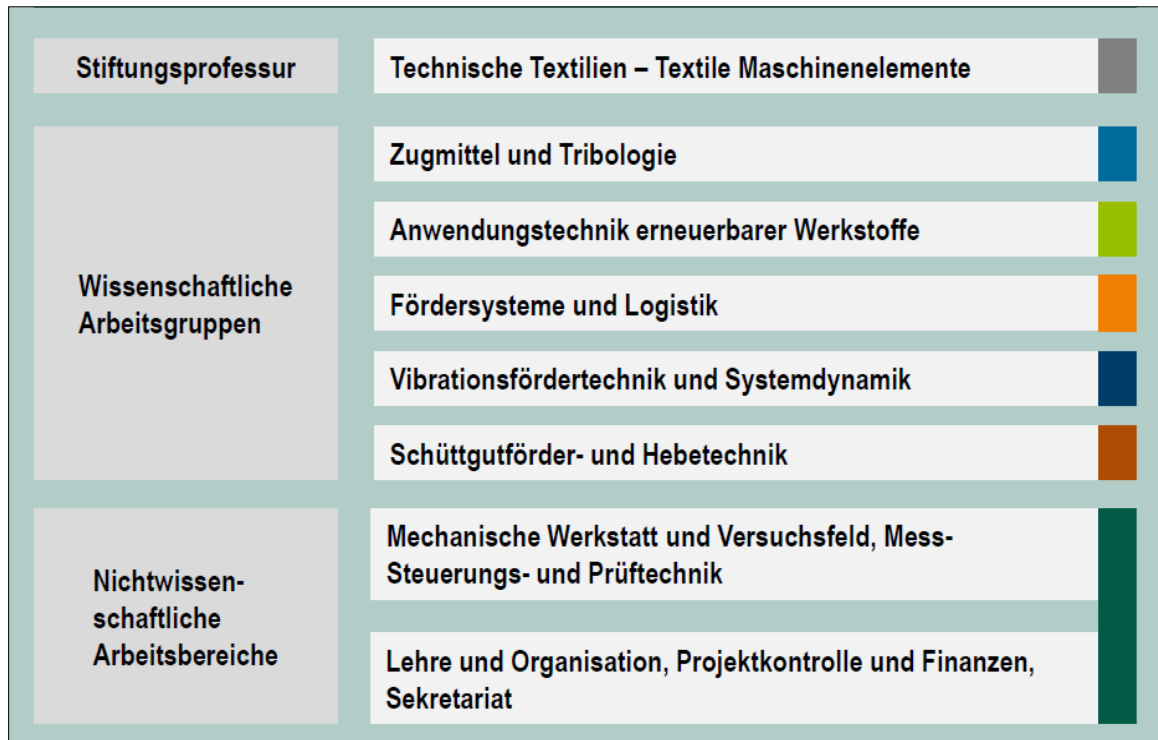 Stiftungsprofessur
Technische Textilien – Textile Maschinenelemente
Wissenschaftliche
Arbeitsgruppen
Zugmittel und Tribologie
Anwendungstechnik erneuerbarer Werkstoffe
Fördersysteme und Logistik
Vibrationsfördertechnik und Systemdynamik
Schüttgutförder- und Hebetechnik
Nichtwissen-
schaftliche
Arbeitsbereiche
Mechanische Werkstatt und Versuchsfeld, Mess-
Steuerungs- und Prüftechnik
Lehre und Organisation, Projektkontrolle und Finanzen,
Sekretariat